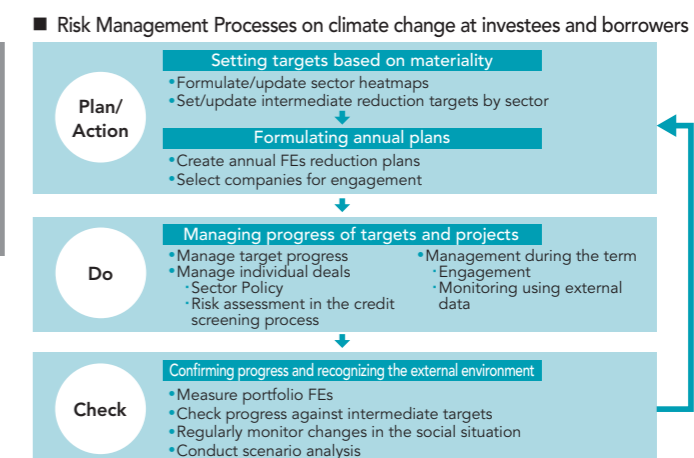 ■ Risk Management Processes on climate change at investees and borrowers
Plan/
Action
Setting targets based on materiality
•Formulate/update sector heatmaps
•Set/update intermediate reduction targets by sector
Formulating annual plans
•Create annual FEs reduction plans
•Select companies for engagement
Do
Managing progress of targets and projects
•Manage target progress
•Manage individual deals
・Sector Policy
・Risk assessment in the credit
screening process
•Management during the term
・Engagement
・Monitoring using external
data
Check
Confirming progress and recognizing the external environment
•Measure portfolio FEs
•Check progress against intermediate targets
•Regularly monitor changes in the social situation
•Conduct scenario analysis